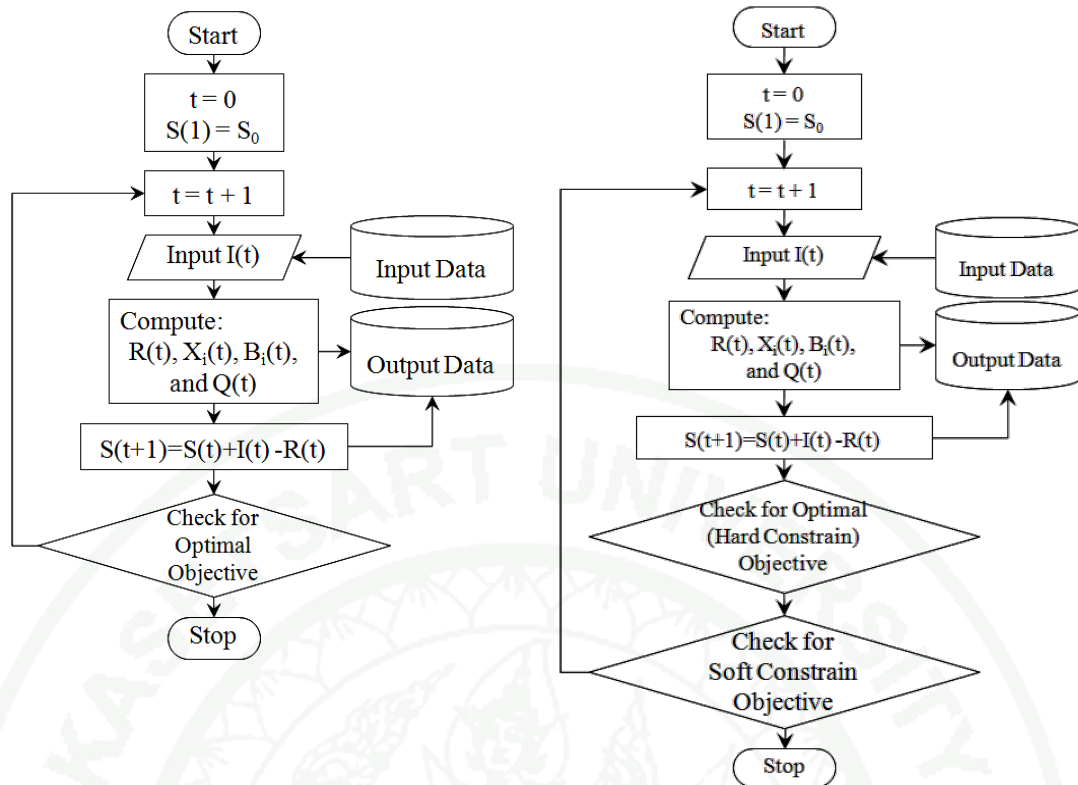 Start
t = 0
S(1) = S₀
t = t + 1
Input I(t)
Input Data
Compute:
R(t), Xᵢ(t), Bᵢ(t),
and Q(t)
Output Data
S(t+1)=S(t)+I(t) -R(t)
Check for
Optimal
Objective
Stop
Start
t = 0
S(1) = S₀
t = t + 1
Input I(t)
Input Data
Compute:
R(t), Xᵢ(t), Bᵢ(t),
and Q(t)
Output Data
S(t+1)=S(t)+I(t) -R(t)
Check for Optimal
(Hard Constrain)
Objective
Check for
Soft Constrain
Objective
Stop
KASETSART UNIVERSITY